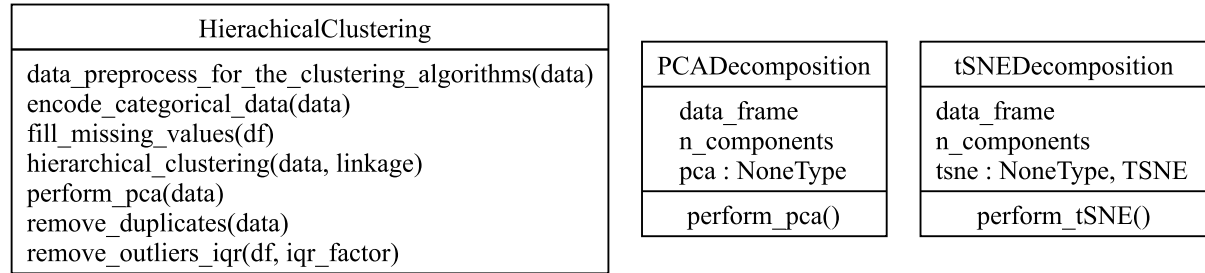 HierachicalClustering
data_preprocess_for_the_clustering_algorithms(data)
encode_categorical_data(data)
fill_missing_values(df)
hierarchical_clustering(data, linkage)
perform_pca(data)
remove_duplicates(data)
remove_outliers_iqr(df, iqr_factor)
PCADecomposition
data_frame
n_components
pca : NoneType
perform_pca()
tSNEDecomposition
data_frame
n_components
tsne : NoneType, TSNE
perform_tSNE()